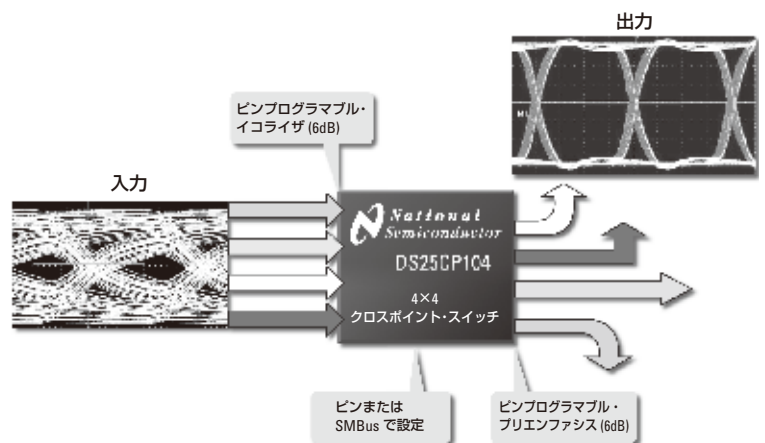 出力
ピンプログラマブル・
イコライザ (6dB)
入力
National
Semiconductor
DS25CP104
4×4
クロスポイント・スイッチ
ピンまたは
SMBus で設定
ピンプログラマブル・
プリエンファシス (6dB)